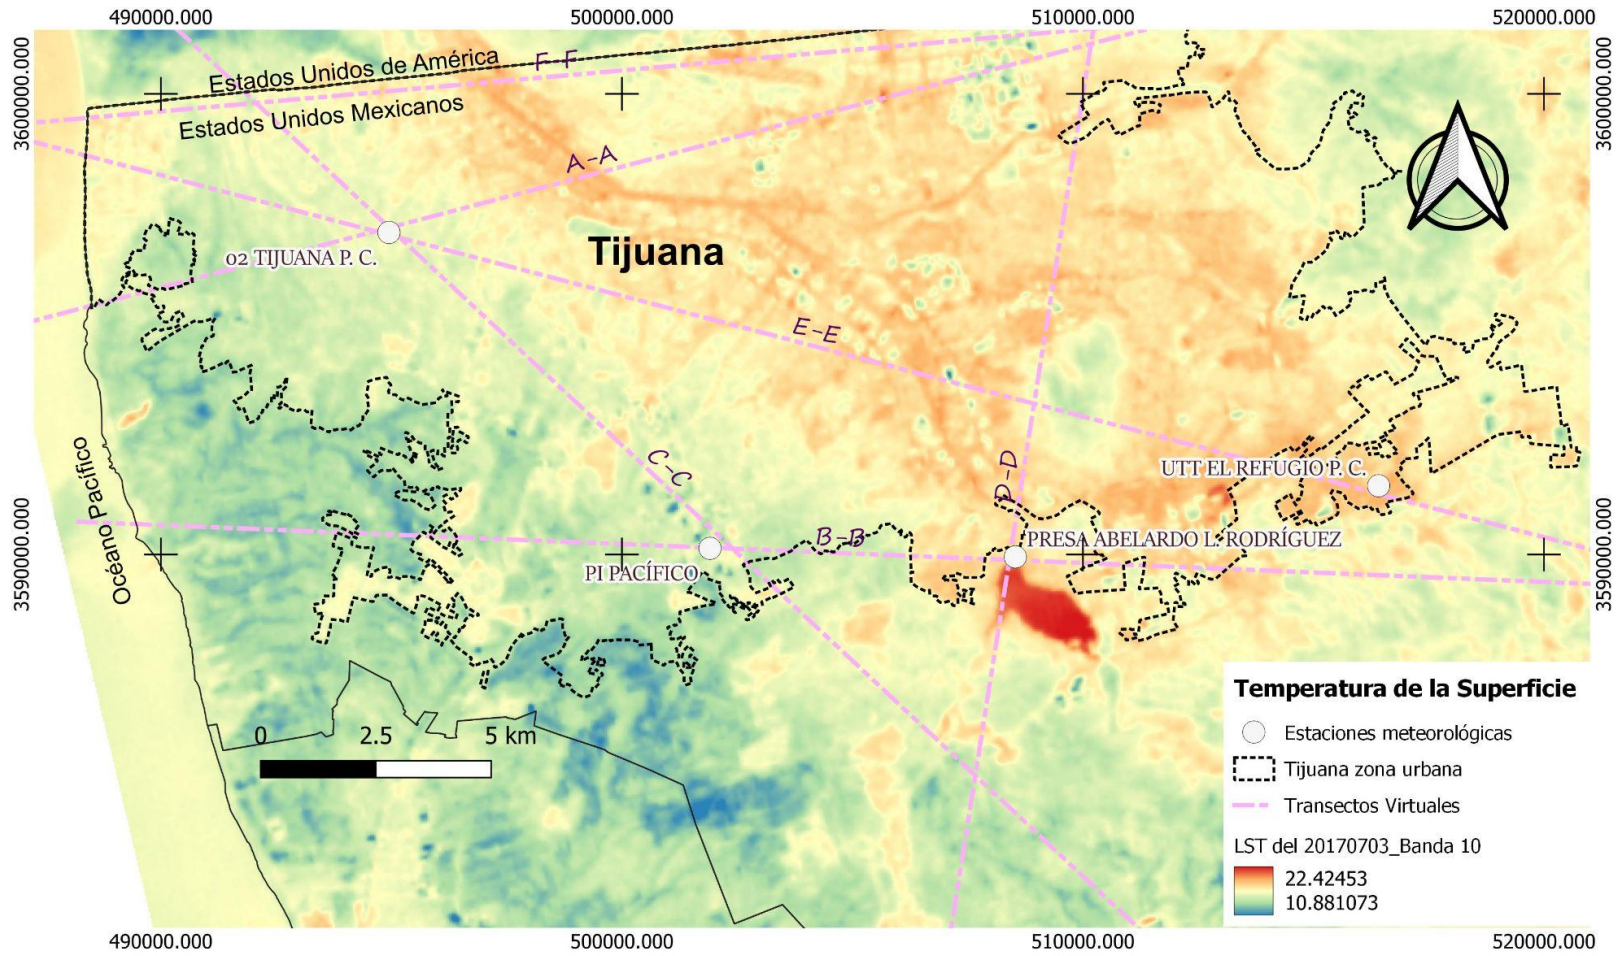 490000.000 500000.000 510000.000 520000.000
3600000.000
3600000.000
Estados Unidos de América
F-F
Estados Unidos Mexicanos
A-A
02 TIJUANA P. C.
Tijuana
E-E
Océano Pacífico
C-C
D-D
UTT EL REFUGIO P. C.
3590000.000
3590000.000
B-B
PRESA ABELARDO L. RODRÍGUEZ
PI PACÍFICO
0 2.5 5 km
Temperatura de la Superficie
Estaciones meteorológicas
Tijuana zona urbana
Transectos Virtuales
LST del 20170703_Banda 10
22.42453
10.881073
490000.000 500000.000 510000.000 520000.000